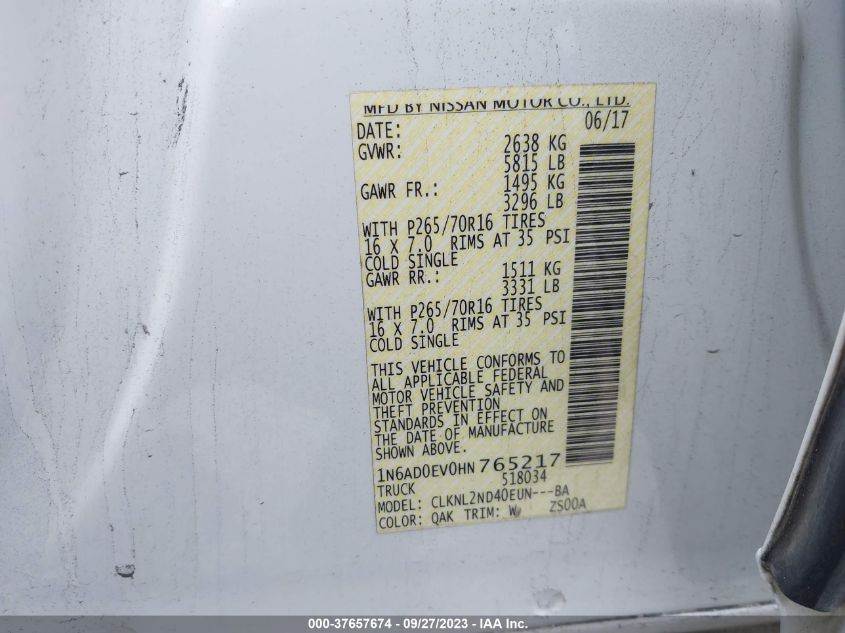 MFD BY NISSAN MOTOR CO., LTD.
DATE: 06/17
GVWR: 2638 KG
5815 LB
GAWR FR.: 1495 KG
3296 LB
WITH P265/70R16 TIRES
16 X 7.0 RIMS AT 35 PSI
COLD SINGLE
GAWR RR.: 1511 KG
3331 LB
WITH P265/70R16 TIRES
16 X 7.0 RIMS AT 35 PSI
COLD SINGLE
THIS VEHICLE CONFORMS TO
ALL APPLICABLE FEDERAL
MOTOR VEHICLE SAFETY AND
THEFT PREVENTION
STANDARDS IN EFFECT ON
THE DATE OF MANUFACTURE
SHOWN ABOVE.
1N6AD0EV0HN765217
TRUCK 518034
MODEL: CLKNL2ND40EUN---BA
COLOR: QAK TRIM: W ZS00A
000-37657674 - 09/27/2023 - IAA Inc.